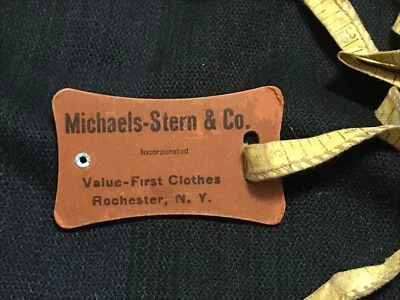 Michaels-Stern & Co.
Incorporated
Value-First Clothes
Rochester, N. Y.